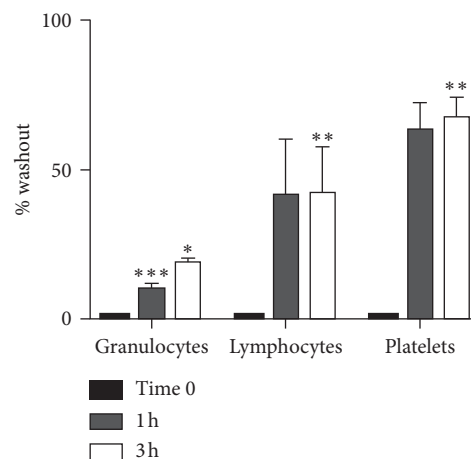 100
50
0
% washout
***
*
**
**
Granulocytes Lymphocytes Platelets
Time 0
1 h
3 h